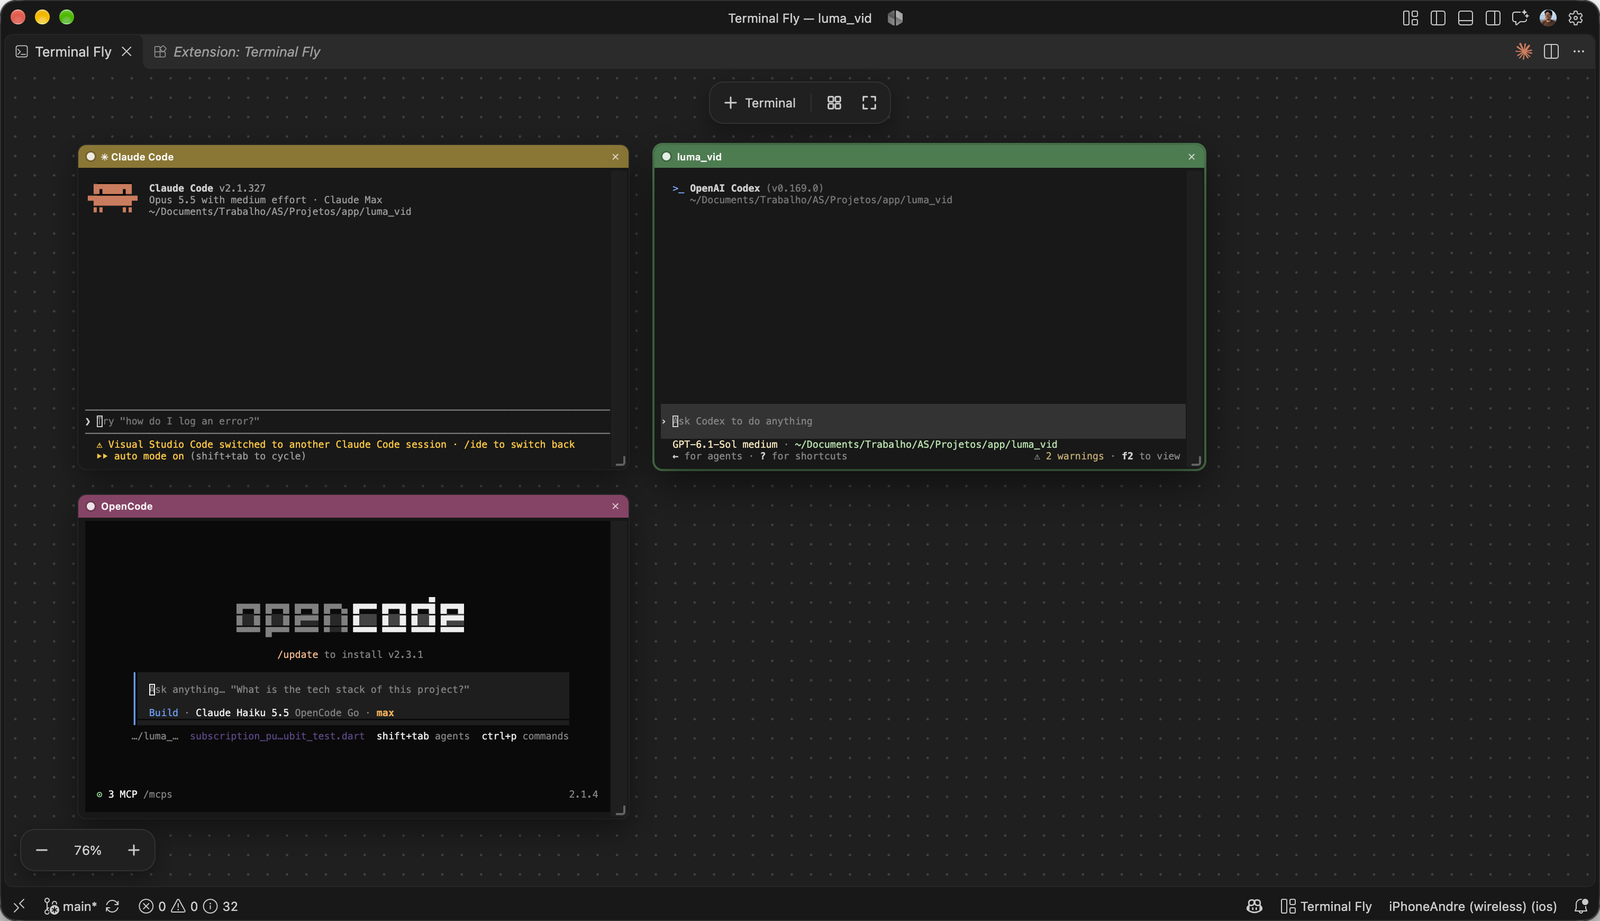 Terminal Fly — luma_vid
Terminal Fly
Extension: Terminal Fly
Terminal
✳ Claude Code
Claude Code v2.1.327
Opus 5.5 with medium effort · Claude Max
~/Documents/Trabalho/AS/Projetos/app/luma_vid
❯ Try "how do I log an error?"
⚠ Visual Studio Code switched to another Claude Code session · /ide to switch back
▸▸ auto mode on (shift+tab to cycle)
luma_vid
>_ OpenAI Codex (v0.169.0)
~/Documents/Trabalho/AS/Projetos/app/luma_vid
› Ask Codex to do anything
GPT-6.1-Sol medium · ~/Documents/Trabalho/AS/Projetos/app/luma_vid
← for agents · ? for shortcuts
⚠ 2 warnings · f2 to view
OpenCode
opencode
/update to install v2.3.1
Ask anything… "What is the tech stack of this project?"
Build · Claude Haiku 5.5 OpenCode Go · max
…/luma_… subscription_pu…ubit_test.dart shift+tab agents ctrl+p commands
⊙ 3 MCP /mcps
2.1.4
76%
main*
0 0 32
Terminal Fly
iPhoneAndre (wireless) (ios)